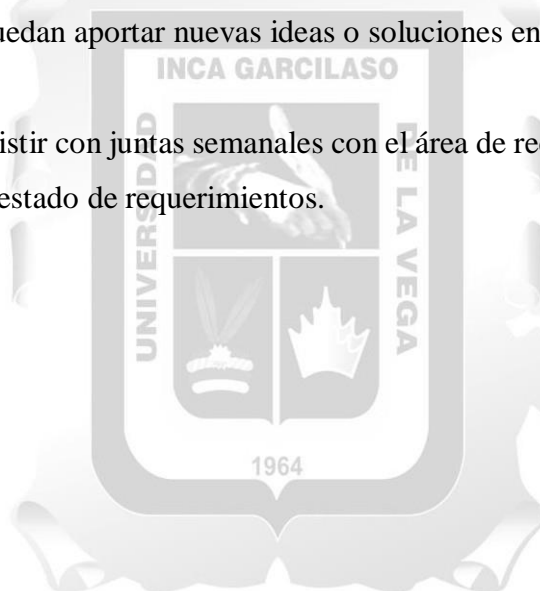 uedan aportar nuevas ideas o soluciones en
INCA GARCILASO
istir con juntas semanales con el área de re
estado de requerimientos.
UNIVERSIDAD
DE LA VEGA
1964